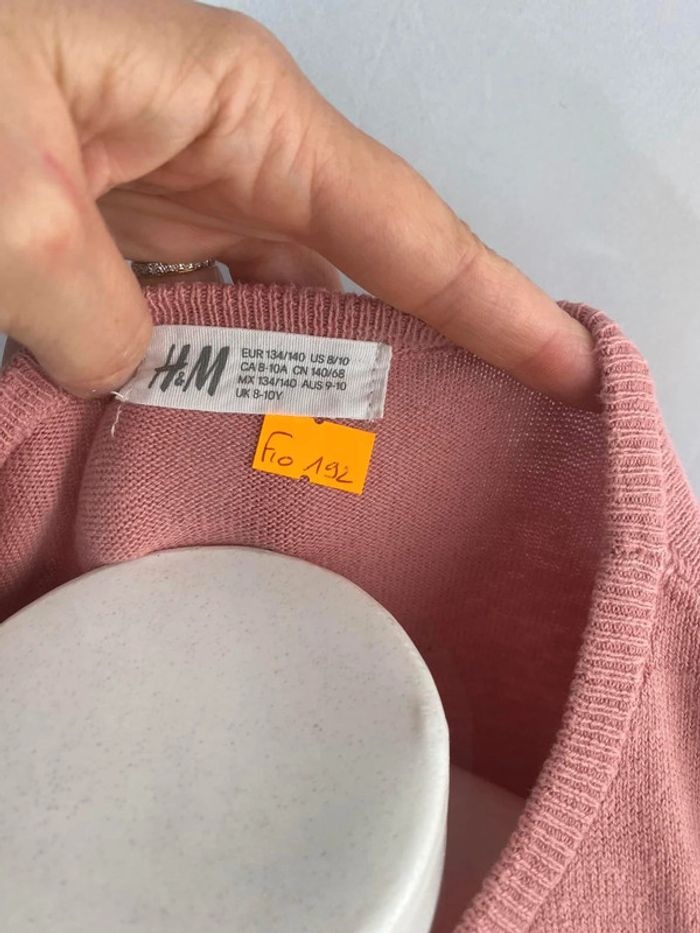 H&M
EUR 134/140 US 8/10
CA 8-10A CN 140/68
MX 134/140 AUS 9-10
UK 8-10Y
Fio 192